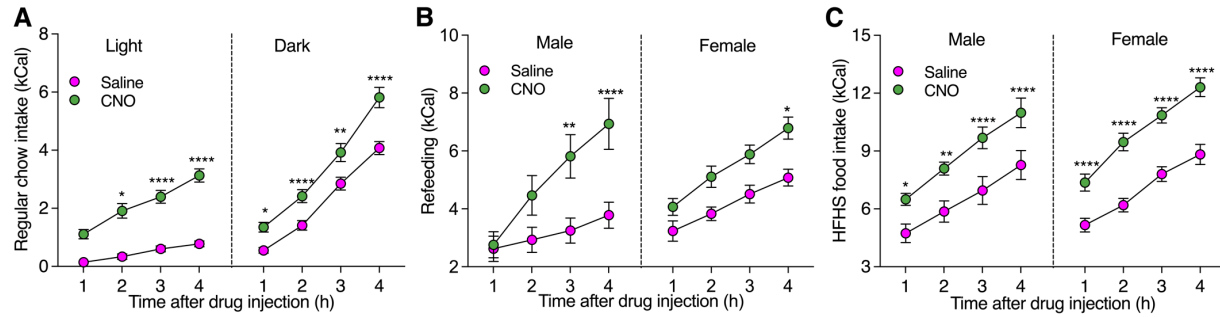 A
Regular chow intake (kCal)
8
6
4
2
0
Light
Dark
Saline
CNO
*
****
****
*
****
**
****
1 2 3 4 1 2 3 4
Time after drug injection (h)
B
Refeeding (kCal)
10
8
6
4
2
Male
Female
Saline
CNO
**
****
*
1 2 3 4 1 2 3 4
Time after drug injection (h)
C
HFHS food intake (kCal)
15
12
9
6
3
Male
Female
Saline
CNO
*
**
****
****
****
****
****
****
1 2 3 4 1 2 3 4
Time after drug injection (h)